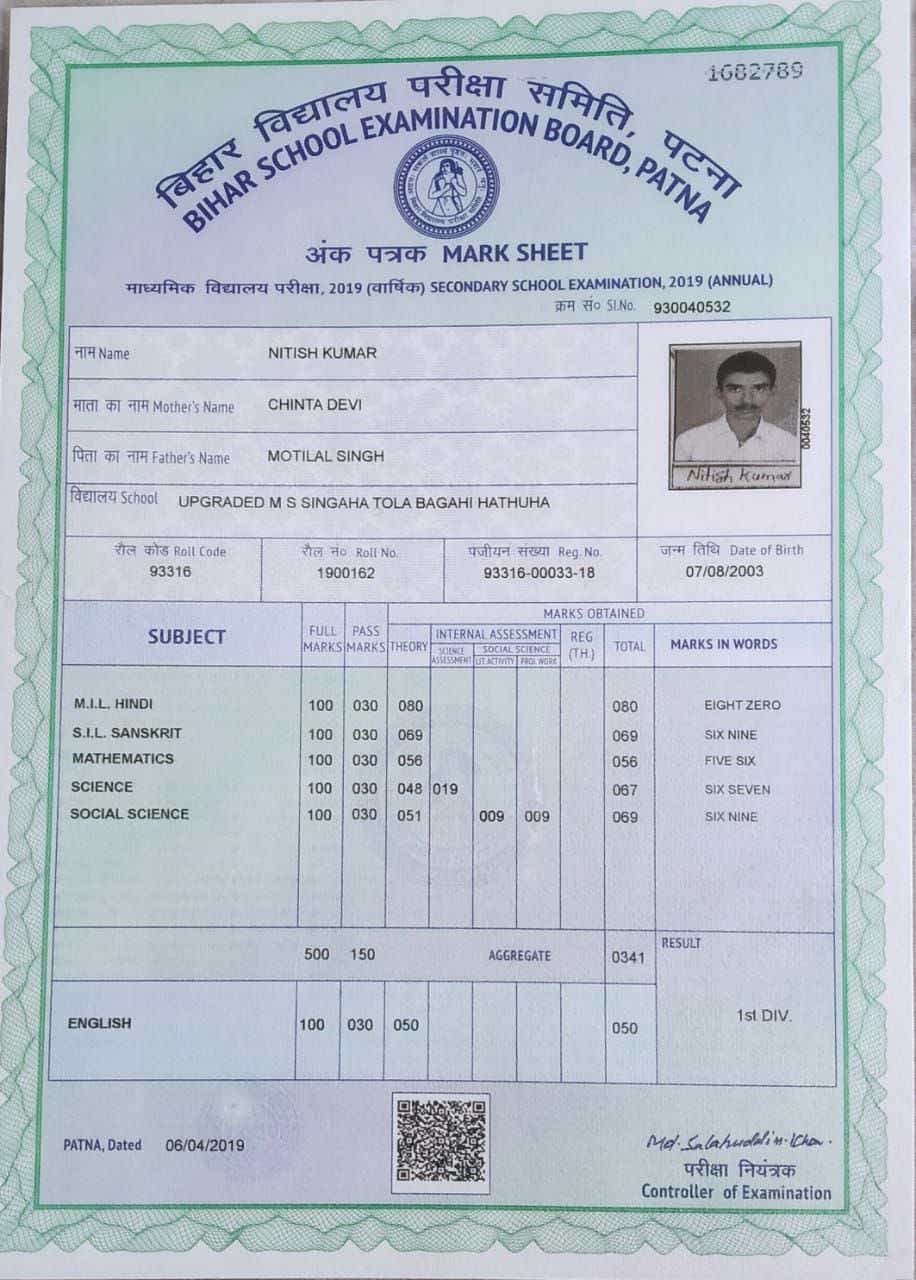 1682789
बिहार विद्यालय परीक्षा समिति, पटना
BIHAR SCHOOL EXAMINATION BOARD, PATNA
अंक पत्रक MARK SHEET
माध्यमिक विद्यालय परीक्षा, 2019 (वार्षिक) SECONDARY SCHOOL EXAMINATION, 2019 (ANNUAL)
क्रम सं० Sl.No. 930040532
नाम Name NITISH KUMAR
माता का नाम Mother's Name CHINTA DEVI
पिता का नाम Father's Name MOTILAL SINGH
विद्यालय School UPGRADED M S SINGAHA TOLA BAGAHI HATHUHA
0040532
Nitish Kumar
रौल कोड Roll Code रौल नं० Roll No. पंजीयन संख्या Reg. No. जन्म तिथि Date of Birth
93316 1900162 93316-00033-18 07/08/2003
MARKS OBTAINED
SUBJECT FULL MARKS PASS MARKS THEORY INTERNAL ASSESSMENT REG (TH.) TOTAL MARKS IN WORDS
SCIENCE ASSESSMENT SOCIAL SCIENCE
LIT.ACTIVITY PROJ.WORK
M.I.L. HINDI 100 030 080 080 EIGHT ZERO
S.I.L. SANSKRIT 100 030 069 069 SIX NINE
MATHEMATICS 100 030 056 056 FIVE SIX
SCIENCE 100 030 048 019 067 SIX SEVEN
SOCIAL SCIENCE 100 030 051 009 009 069 SIX NINE
500 150 AGGREGATE 0341 RESULT
ENGLISH 100 030 050 050 1st DIV.
PATNA, Dated 06/04/2019
Md. Salahuddin Khan.
परीक्षा नियंत्रक
Controller of Examination